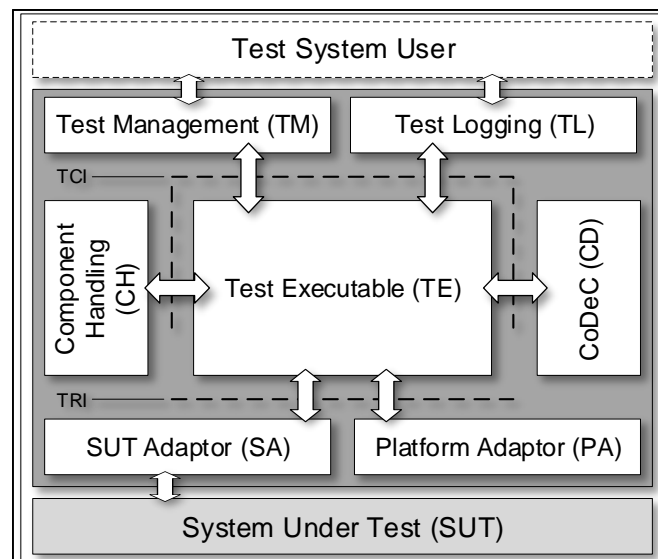 Test System User
Test Management (TM)
Test Logging (TL)
TCI
Component
Handling
(CH)
Test Executable (TE)
CoDeC (CD)
TRI
SUT Adaptor (SA)
Platform Adaptor (PA)
System Under Test (SUT)